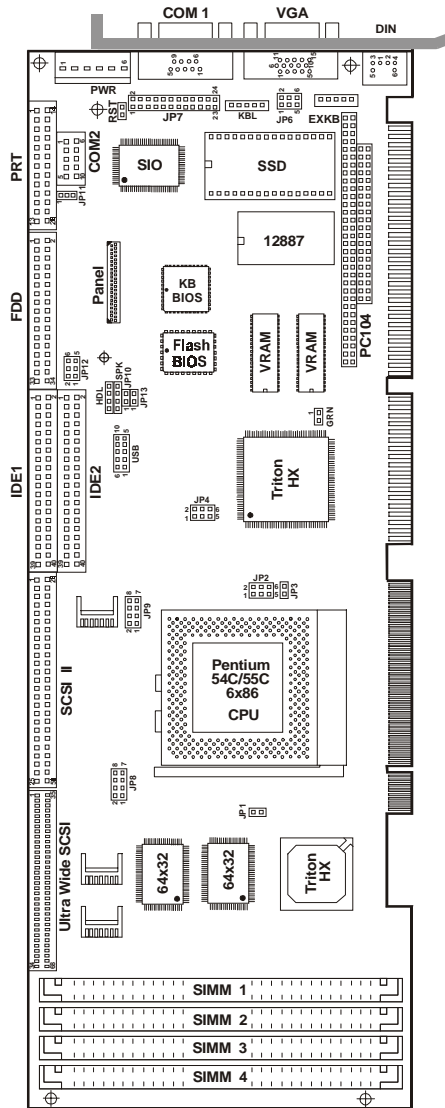 COM 1
VGA
DIN
PWR
RST
JP7
KBL
JP6
EXKB
PRT
COM2
JP11
SIO
SSD
12887
FDD
Panel
KB
BIOS
Flash
BIOS
VRAM
VRAM
PC104
JP12
HDL
SPK
JP10
JP13
USB
GRN
IDE1
IDE2
JP4
Triton
HX
SCSI II
JP9
JP2
JP3
Pentium
54C/55C
6x86
CPU
JP8
JP1
Ultra Wide SCSI
64x32
64x32
Triton
HX
SIMM 1
SIMM 2
SIMM 3
SIMM 4